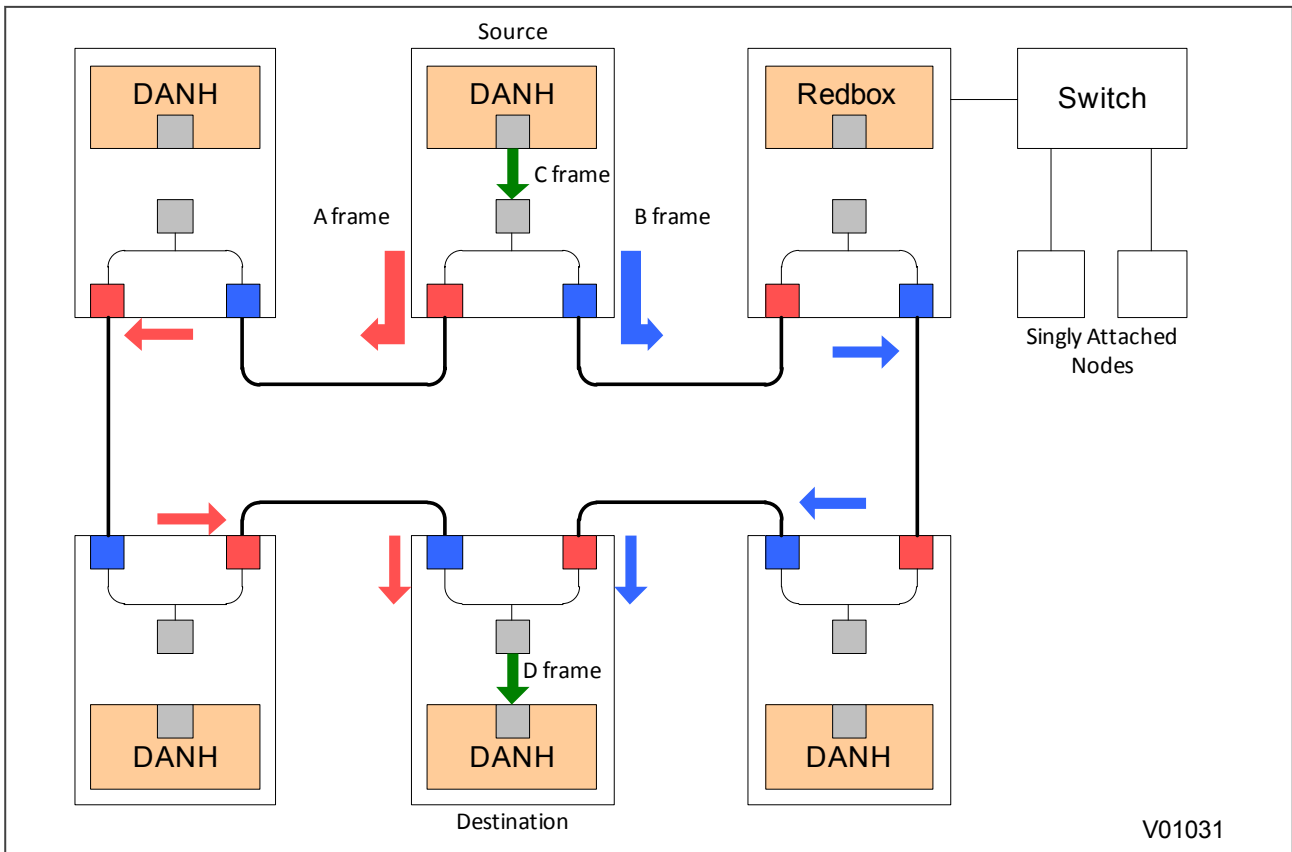 Source
DANH
DANH
Redbox
Switch
C frame
A frame
B frame
Singly Attached
Nodes
D frame
DANH
DANH
DANH
Destination
V01031